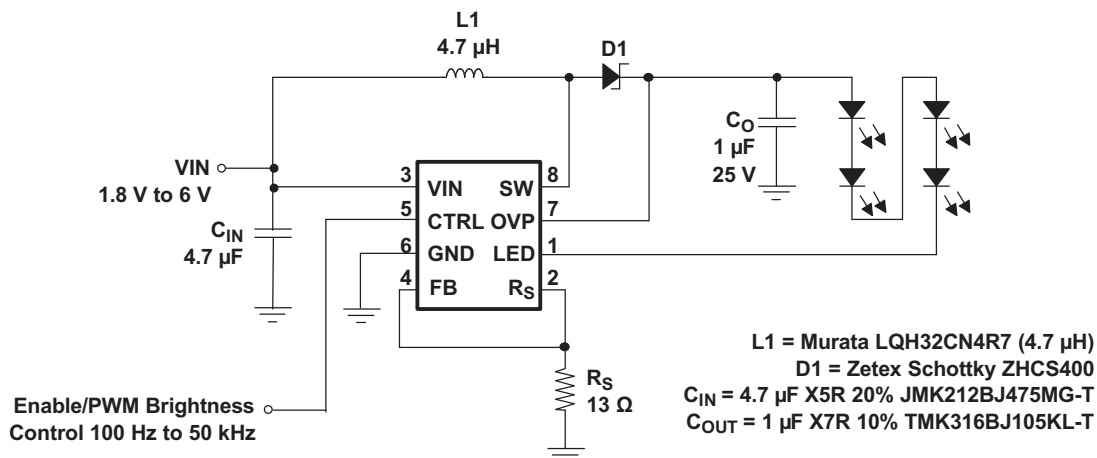 L1
4.7 µH
D1
CO
1 µF
25 V
VIN
1.8 V to 6 V
CIN
4.7 µF
3 VIN SW 8
5 CTRL OVP 7
6 GND LED 1
4 FB RS 2
RS
13 Ω
Enable/PWM Brightness
Control 100 Hz to 50 kHz
L1 = Murata LQH32CN4R7 (4.7 µH)
D1 = Zetex Schottky ZHCS400
CIN = 4.7 µF X5R 20% JMK212BJ475MG-T
COUT = 1 µF X7R 10% TMK316BJ105KL-T